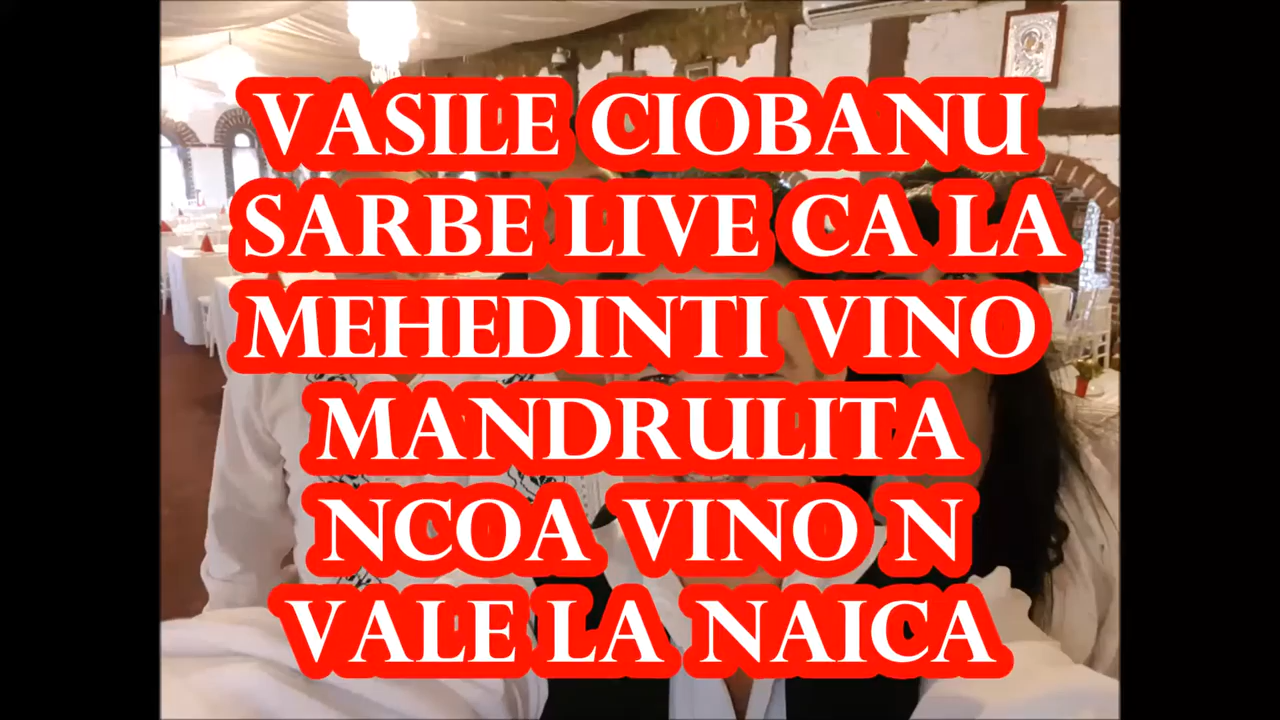 VASILE CIOBANU
SARBE LIVE CA LA
MEHEDINTI VINO
MANDRULITA
NCOA VINO N
VALE LA NAICA